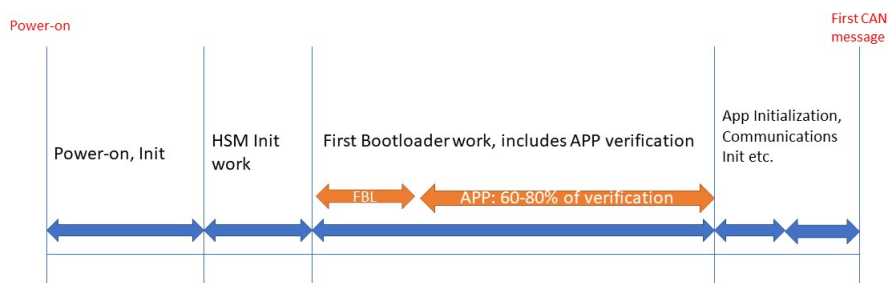 Power-on
First CAN
message
Power-on, Init
HSM Init
work
First Bootloader work, includes APP verification
App Initialization,
Communications
Init etc.
FBL
APP: 60-80% of verification